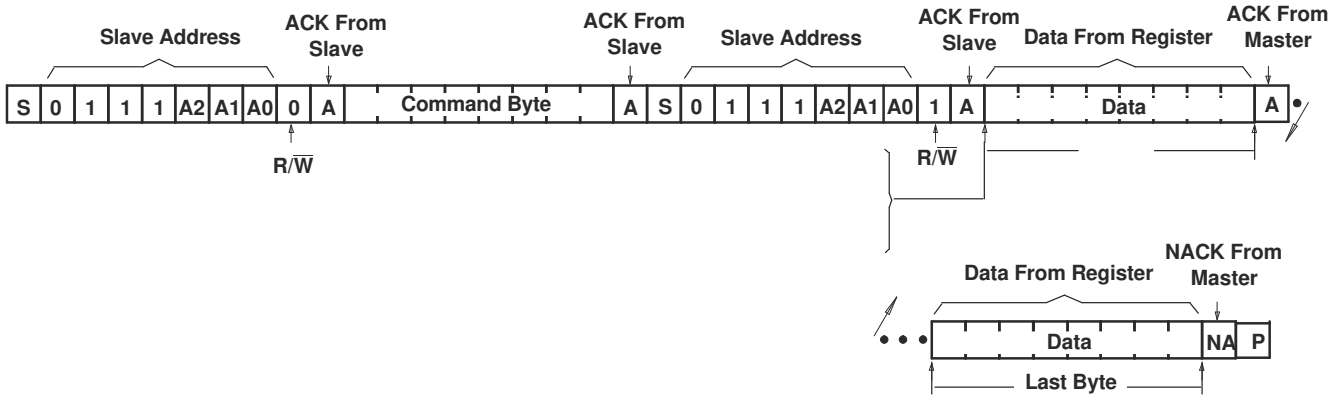 ACK From
Slave
Slave Address
ACK From
Slave
Slave Address
ACK From
Slave
Data From Register
ACK From
Master
S 0 1 1 1 A2 A1 A0 0 A Command Byte A S 0 1 1 1 A2 A1 A0 1 A Data A
R/W̅
R/W̅
Data From Register
NACK From
Master
Data NA P
Last Byte